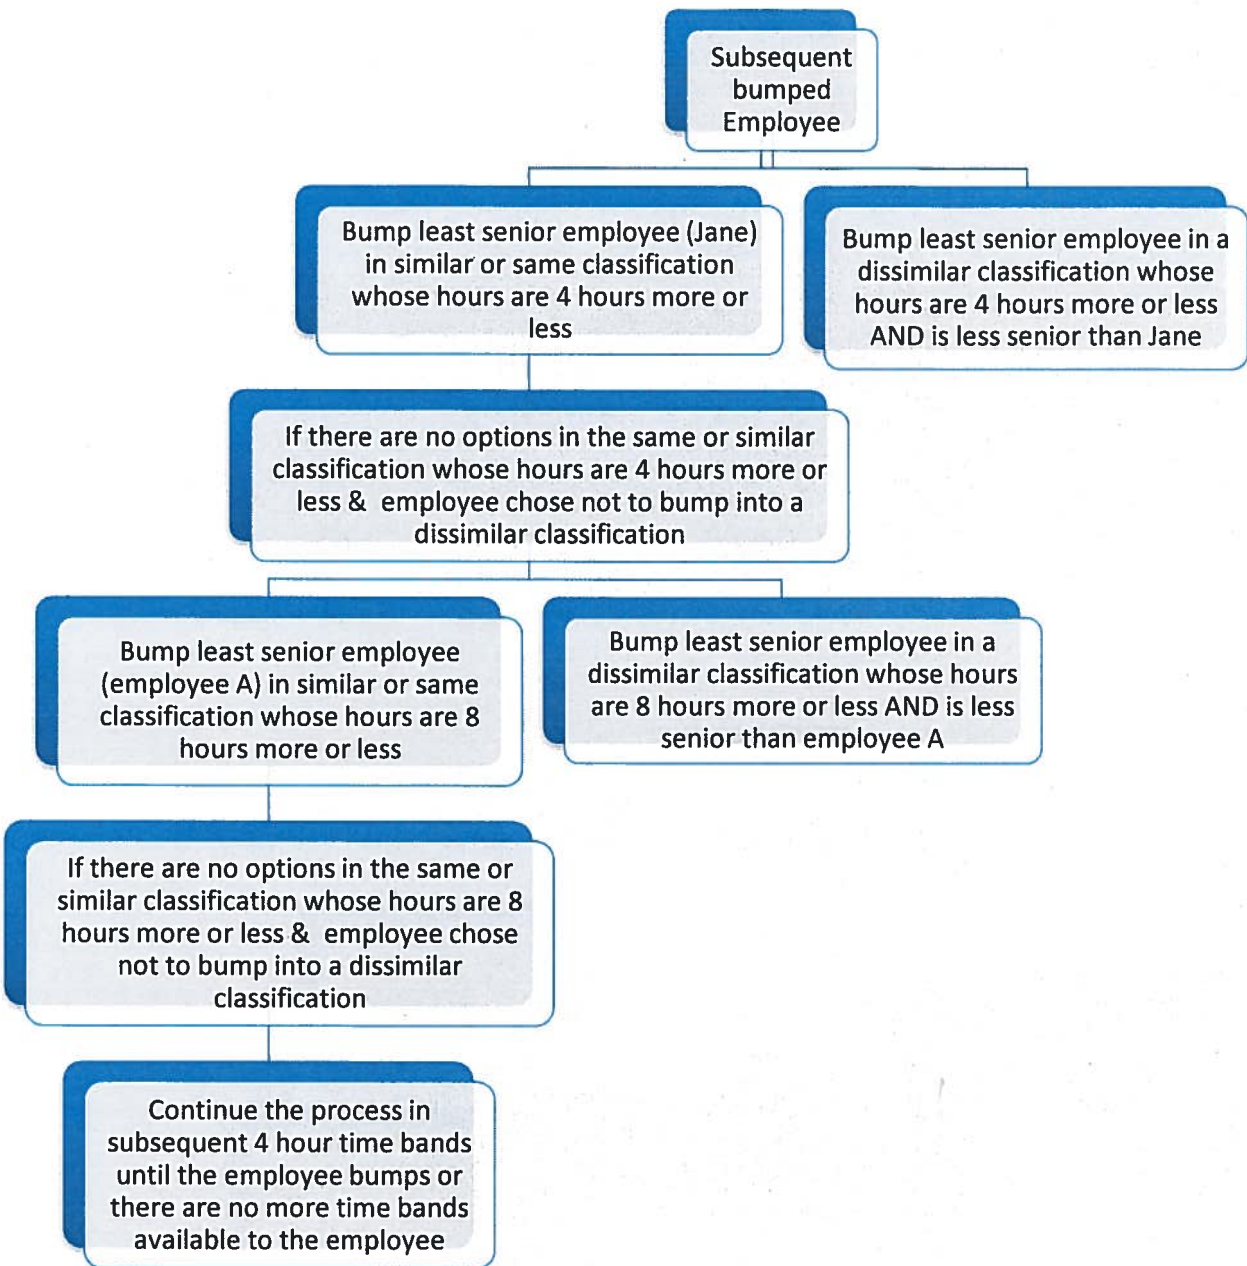 Subsequent
bumped
Employee
Bump least senior employee (Jane)
in similar or same classification
whose hours are 4 hours more or
less
Bump least senior employee in a
dissimilar classification whose
hours are 4 hours more or less
AND is less senior than Jane
If there are no options in the same or similar
classification whose hours are 4 hours more or
less & employee chose not to bump into a
dissimilar classification
Bump least senior employee
(employee A) in similar or same
classification whose hours are 8
hours more or less
Bump least senior employee in a
dissimilar classification whose hours
are 8 hours more or less AND is less
senior than employee A
If there are no options in the same or
similar classification whose hours are 8
hours more or less & employee chose
not to bump into a dissimilar
classification
Continue the process in
subsequent 4 hour time bands
until the employee bumps or
there are no more time bands
available to the employee